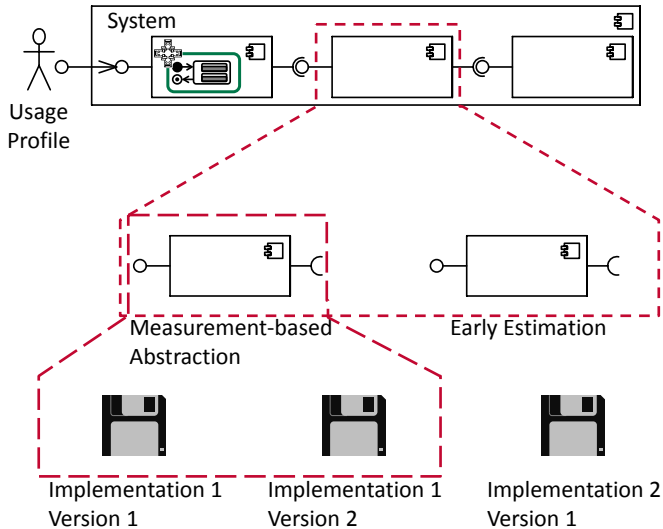 System
Usage
Profile
Measurement-based
Abstraction
Early Estimation
Implementation 1
Version 1
Implementation 1
Version 2
Implementation 2
Version 1